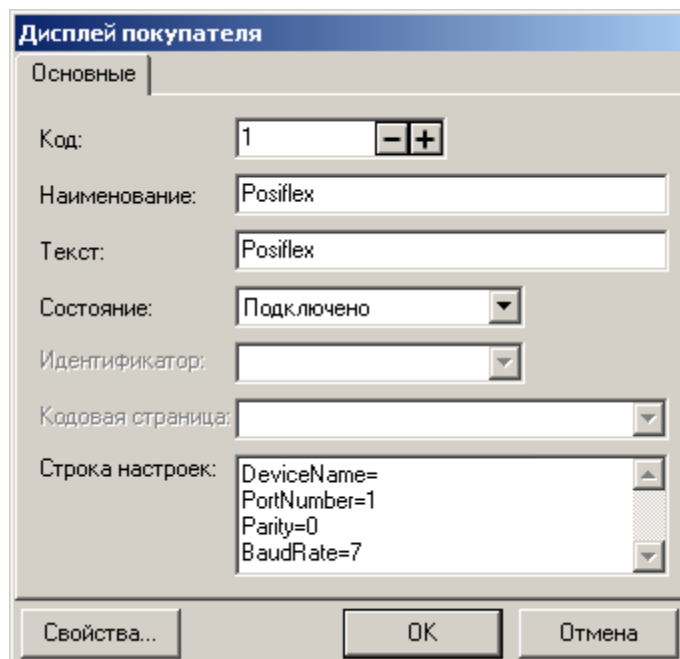 Дисплей покупателя
Основные
Код: 1
Наименование: Posiflex
Текст: Posiflex
Состояние: Подключено
Идентификатор:
Кодовая страница:
Строка настроек: DeviceName=
PortNumber=1
Parity=0
BaudRate=7
Свойства... OK Отмена